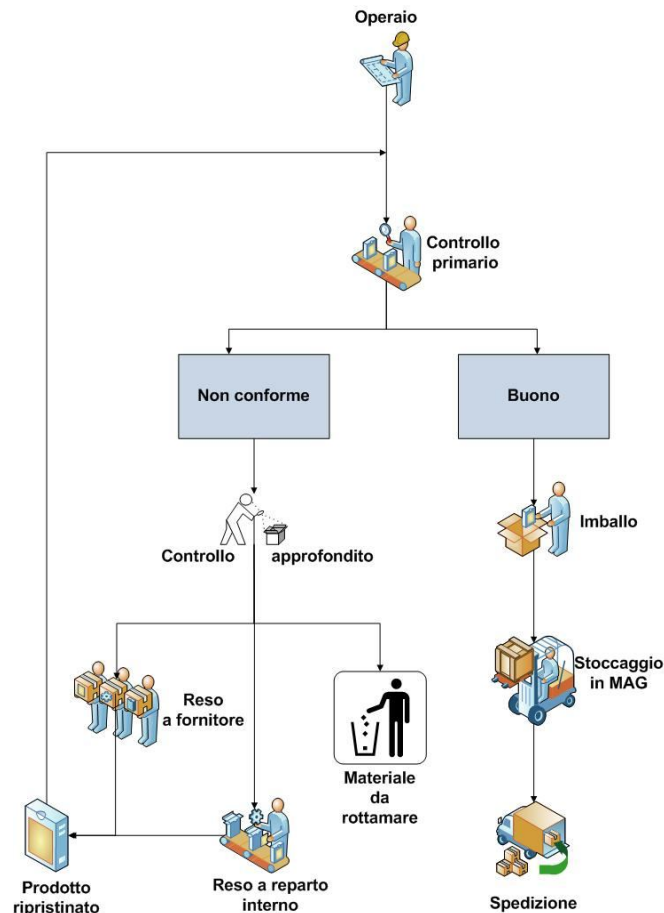 Operaio
Controllo
primario
Non conforme
Buono
Imballo
Controllo approfondito
Stoccaggio
in MAG
Reso
a fornitore
Materiale
da
rottamare
Prodotto
ripristinato
Reso a reparto
interno
Spedizione